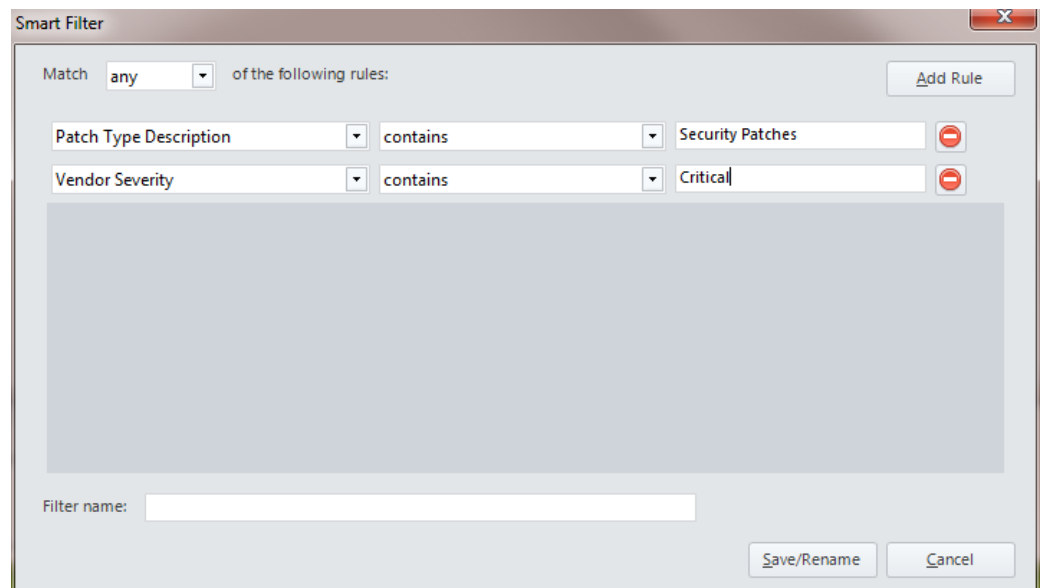 Smart Filter
Match any of the following rules: Add Rule
Patch Type Description contains Security Patches
Vendor Severity contains Critical
Filter name:
Save/Rename Cancel